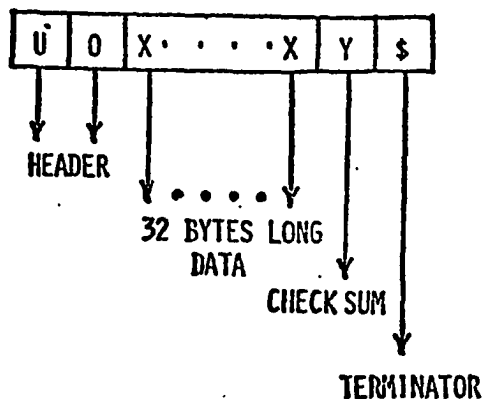 U 0 X · · · · X Y $
HEADER
32 BYTES LONG
DATA
CHECK SUM
TERMINATOR